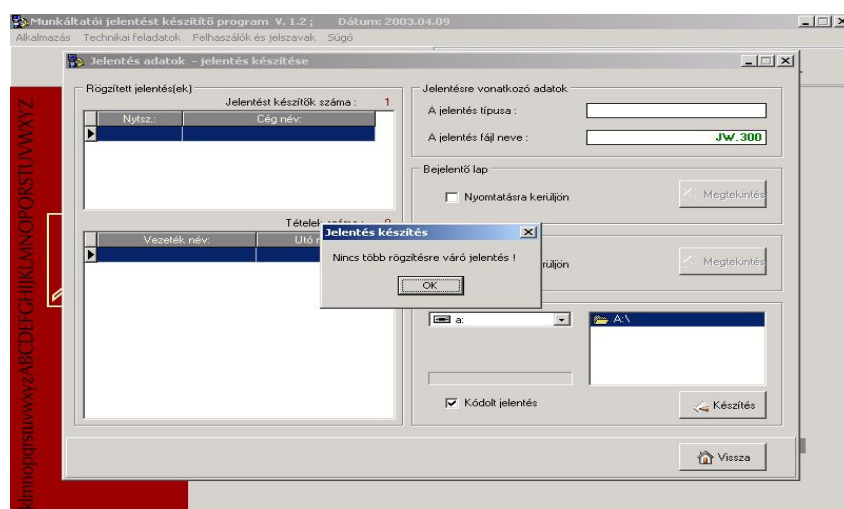 Munkáltatói jelentést készítő program V. 1.2 ; Dátum: 2003.04.09
Alkalmazás Technikai feladatok Felhaszálók és jelszavak Súgó
Jelentés adatok - jelentés készítése
Rögzített jelentés(ek)
Jelentést készítők száma : 1
Nytsz.: Cég név:
Jelentésre vonatkozó adatok
A jelentés típusa :
A jelentés fájl neve : JW.300
Bejelentő lap
Nyomtatásra kerüljön Megtekintés
Tételek
Vezeték név: Utó
Jelentés készítés
Nincs több rögzítésre váró jelentés !
OK
rüljön Megtekintés
a: A:\
Kódolt jelentés Készítés
Vissza
klmnopqrstuvwxyzABCDEFGHIJKLMNOPQRSTUVWXYZ